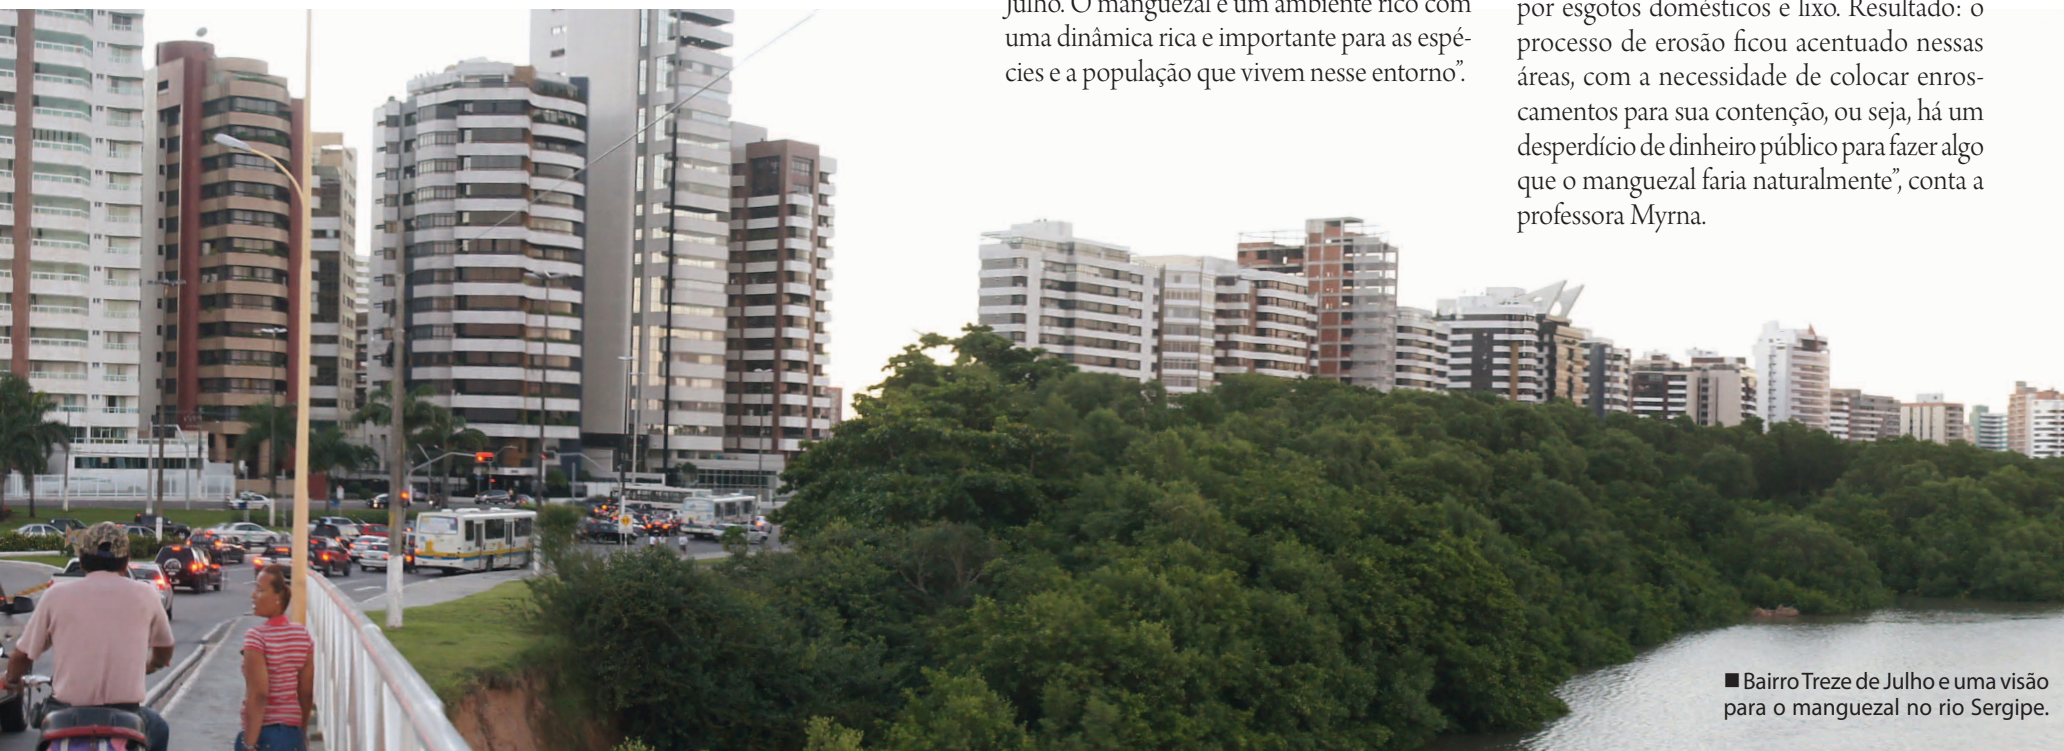 Julho. O manguezal é um ambiente rico com
uma dinâmica rica e importante para as espé-
cies e a população que vivem nesse entorno”.
por esgotos domésticos e lixo. Resultado: o
processo de erosão ficou acentuado nessas
áreas, com a necessidade de colocar enros-
camentos para sua contenção, ou seja, há um
desperdício de dinheiro público para fazer algo
que o manguezal faria naturalmente”, conta a
professora Myrna.
■ Bairro Treze de Julho e uma visão
para o manguezal no rio Sergipe.